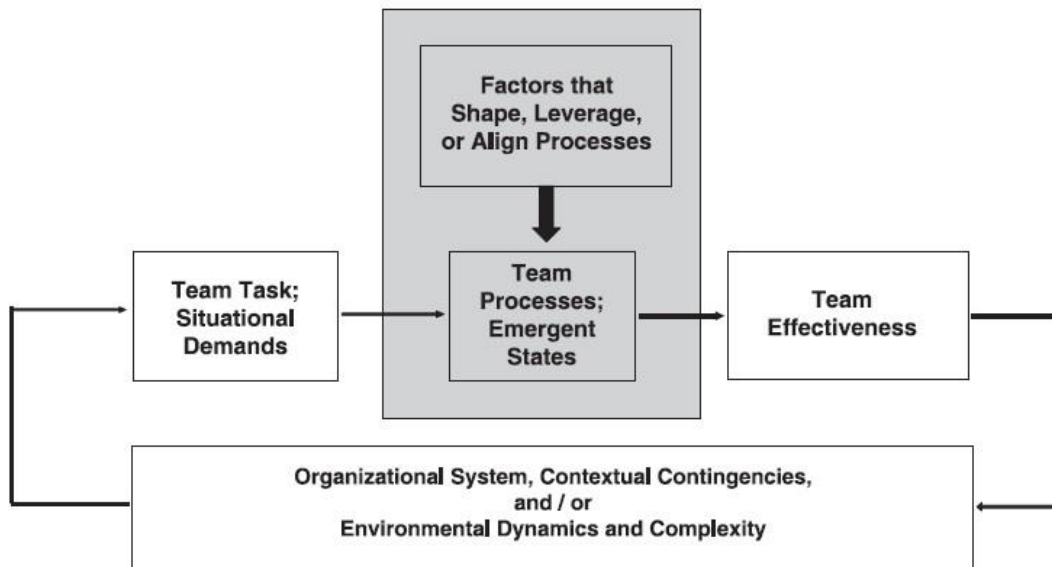 Factors that
Shape, Leverage,
or Align Processes
Team Task;
Situational
Demands
Team
Processes;
Emergent
States
Team
Effectiveness
Organizational System, Contextual Contingencies,
and / or
Environmental Dynamics and Complexity